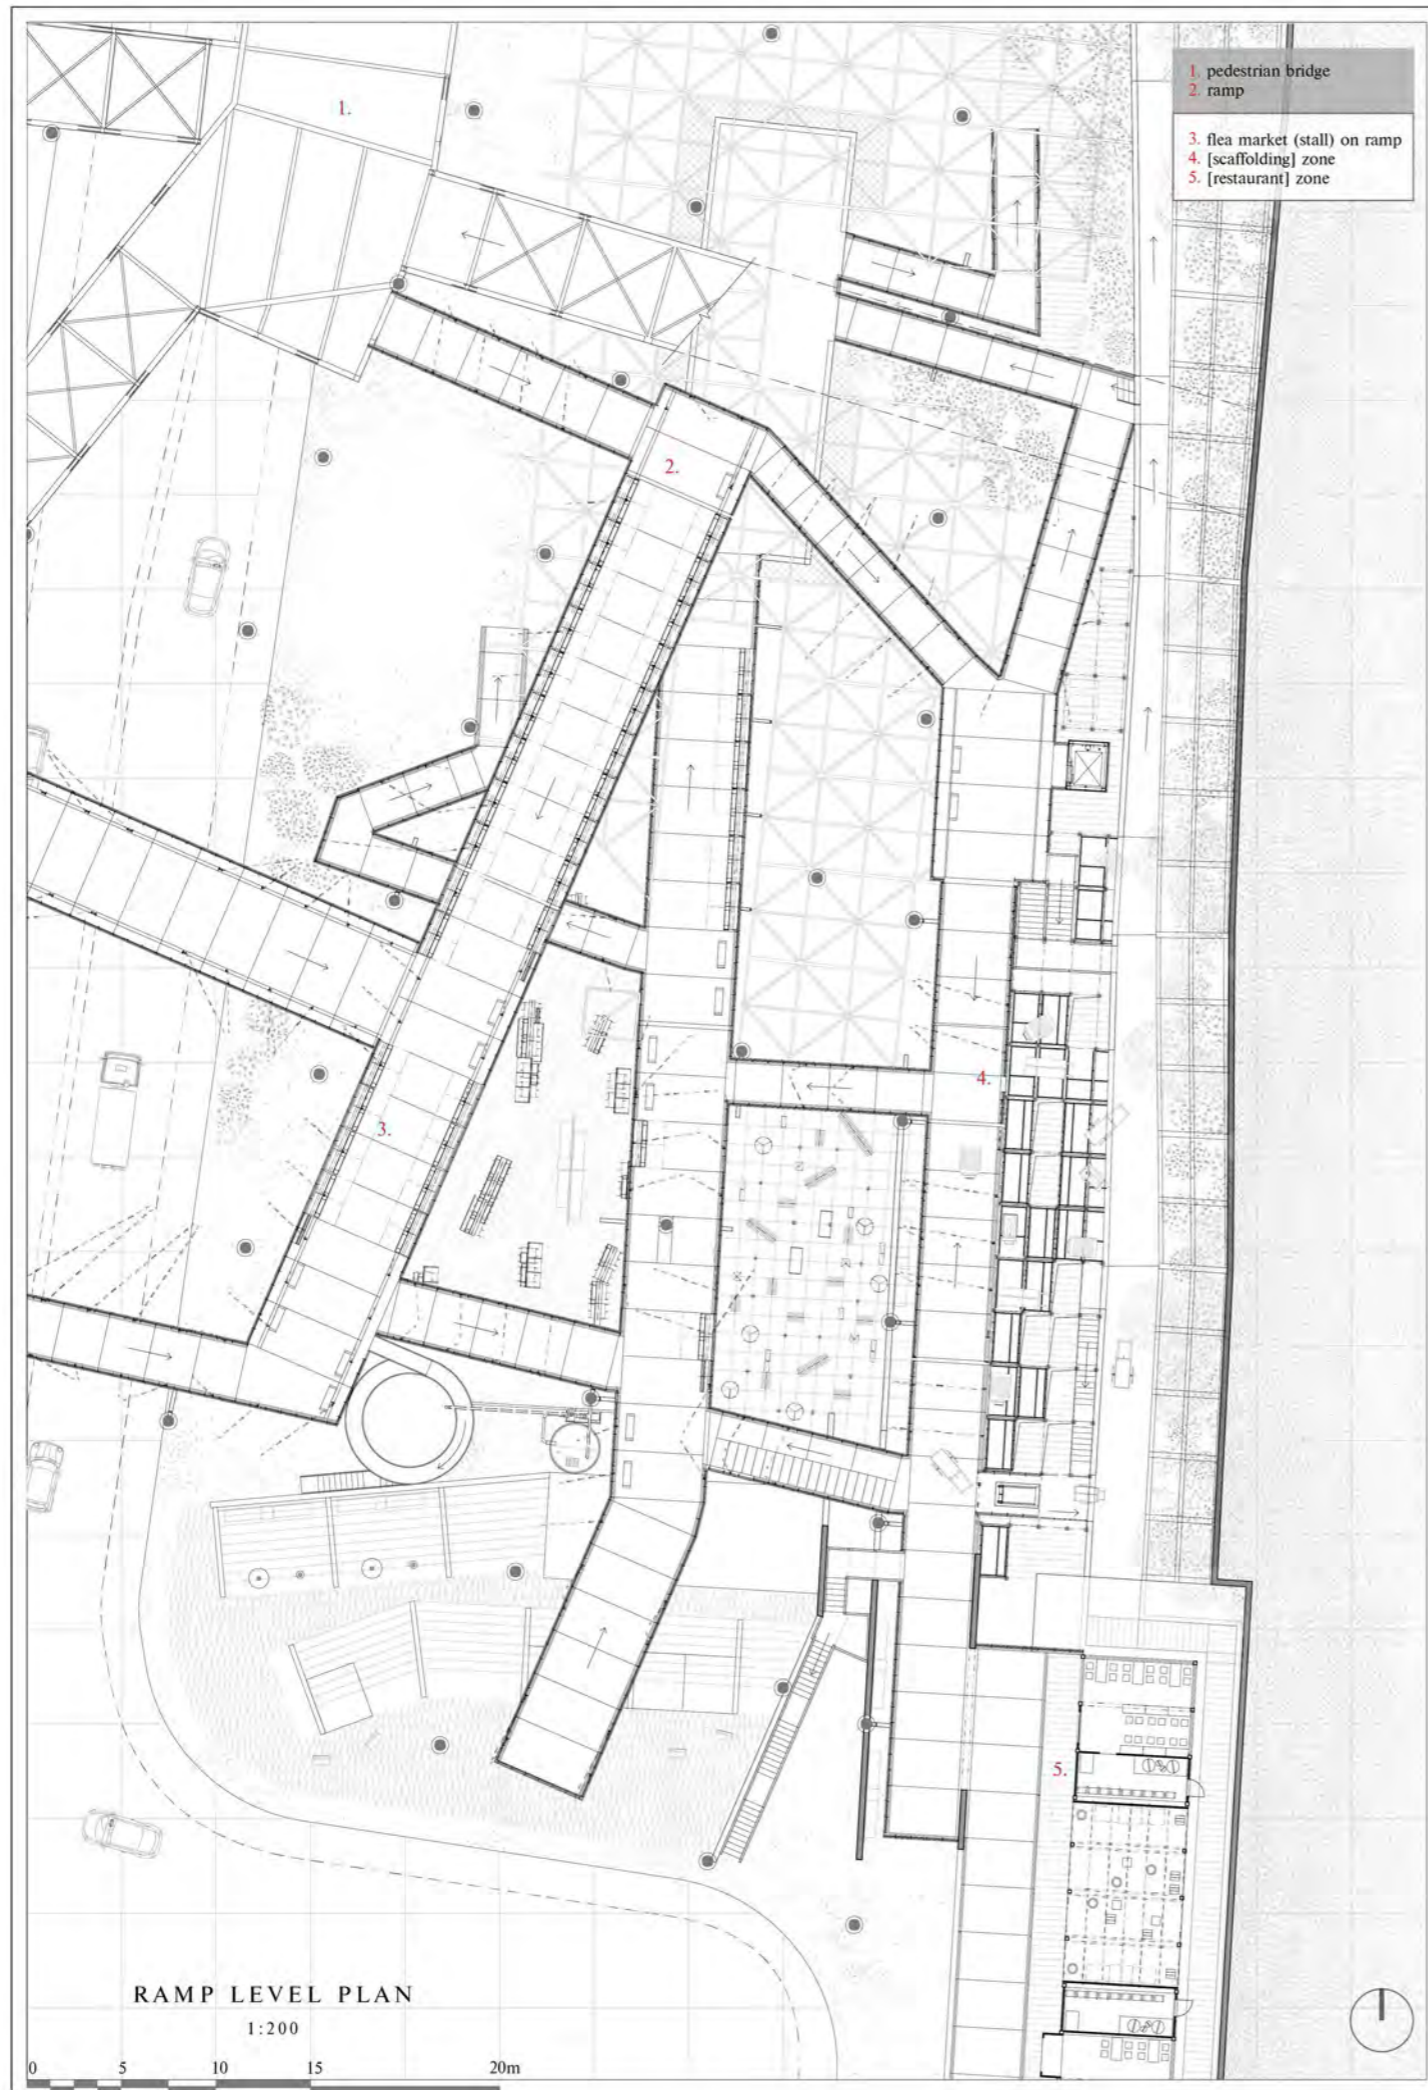 1. pedestrian bridge
2. ramp
3. flea market (stall) on ramp
4. [scaffolding] zone
5. [restaurant] zone
1.
2.
3.
4.
5.
RAMP LEVEL PLAN
1:200
0 5 10 15 20m